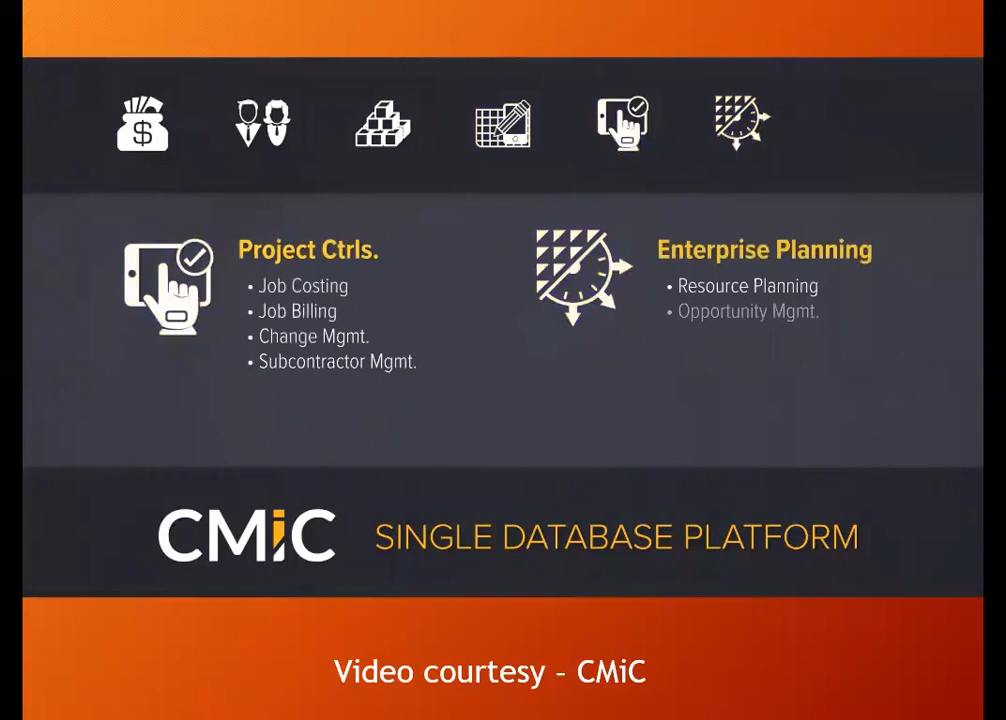 $
Project Ctrls.
• Job Costing
• Job Billing
• Change Mgmt.
• Subcontractor Mgmt.
Enterprise Planning
• Resource Planning
• Opportunity Mgmt.
CMiC SINGLE DATABASE PLATFORM
Video courtesy – CMiC